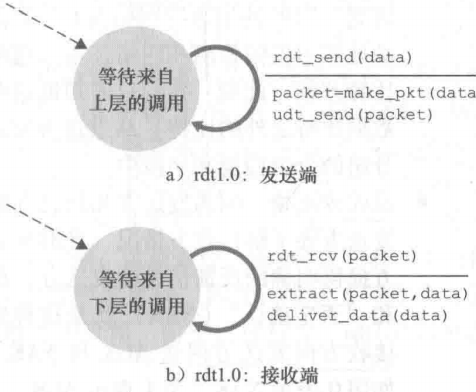 等待来自
上层的调用
rdt_send(data)
packet=make_pkt(data
udt_send(packet)
a）rdt1.0：发送端
等待来自
下层的调用
rdt_rcv(packet)
extract(packet,data)
deliver_data(data)
b）rdt1.0：接收端